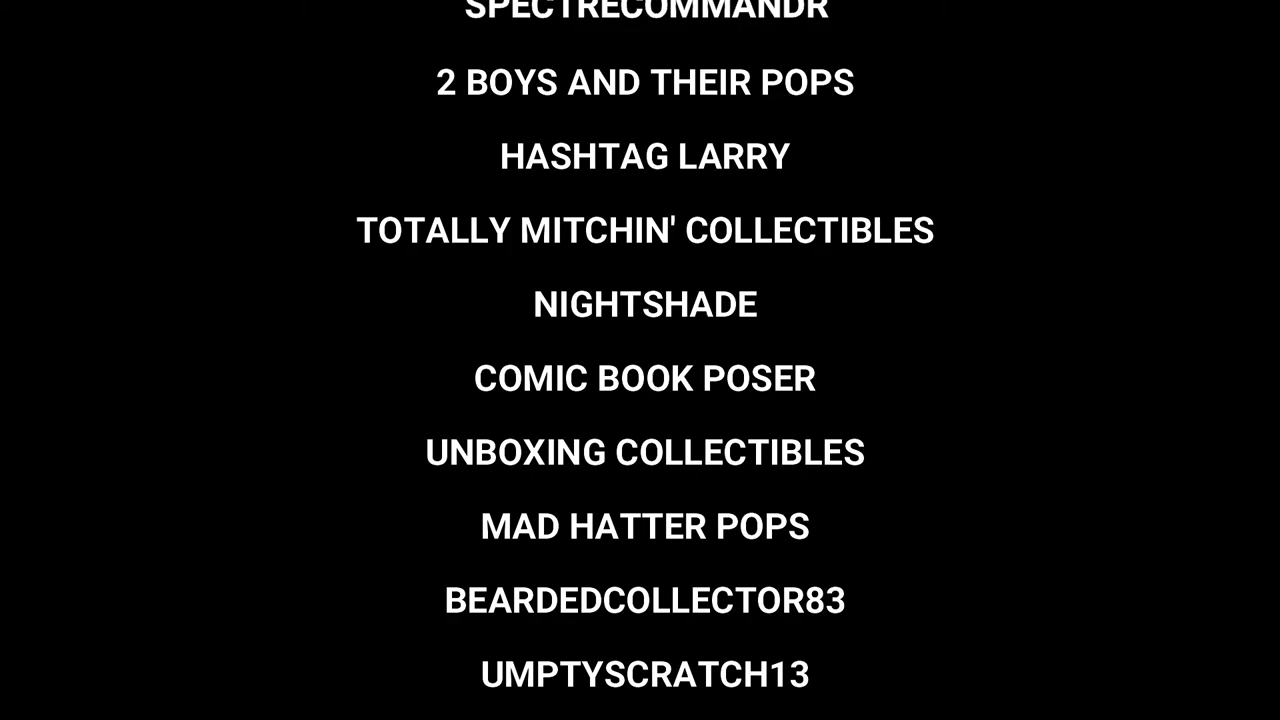 SPECTRECOMMANDR
2 BOYS AND THEIR POPS
HASHTAG LARRY
TOTALLY MITCHIN' COLLECTIBLES
NIGHTSHADE
COMIC BOOK POSER
UNBOXING COLLECTIBLES
MAD HATTER POPS
BEARDEDCOLLECTOR83
UMPTYSCRATCH13